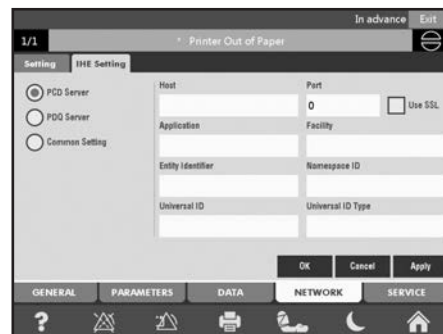 In advance Exit
1/1 * Printer Out of Paper
Setting IHE Setting
PCD Server
PDQ Server
Common Setting
Host Port
0 Use SSL
Application Facility
Entity Identifier Namespace ID
Universal ID Universal ID Type
OK Cancel Apply
GENERAL PARAMETERS DATA NETWORK SERVICE
?